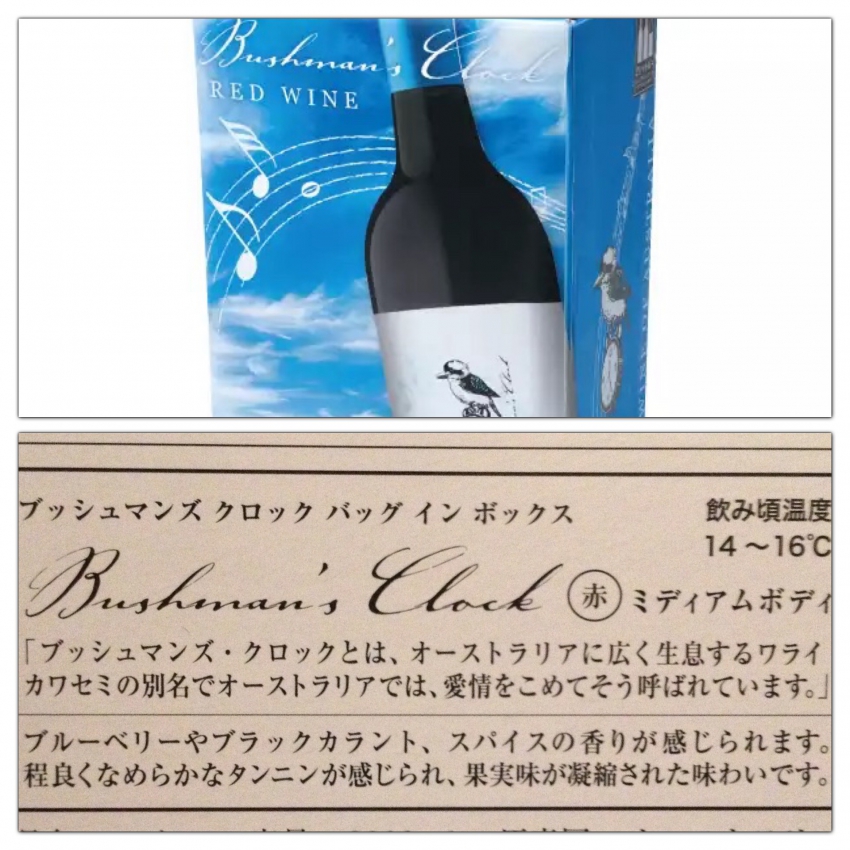 Bushman's Clock
RED WINE
ブッシュマンズ クロック バッグ イン ボックス
飲み頃温度
14～16℃
Bushman's Clock 赤 ミディアムボディ
「ブッシュマンズ・クロックとは、オーストラリアに広く生息するワライ
カワセミの別名でオーストラリアでは、愛情をこめてそう呼ばれています。」
ブルーベリーやブラックカラント、スパイスの香りが感じられます。
程良くなめらかなタンニンが感じられ、果実味が凝縮された味わいです。